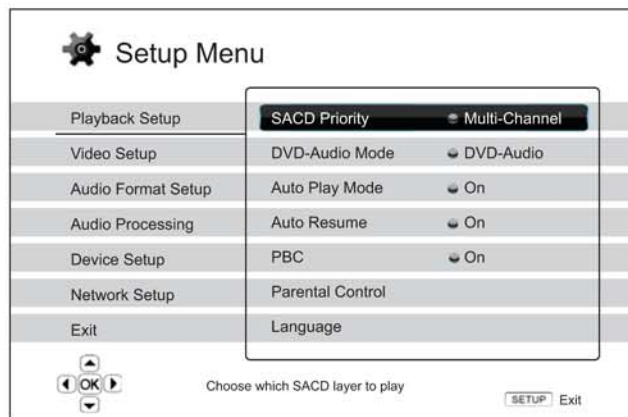 Setup Menu
Playback Setup
SACD Priority Multi-Channel
Video Setup
DVD-Audio Mode DVD-Audio
Audio Format Setup
Auto Play Mode On
Audio Processing
Auto Resume On
Device Setup
PBC On
Network Setup
Parental Control
Exit
Language
OK
Choose which SACD layer to play
SETUP Exit